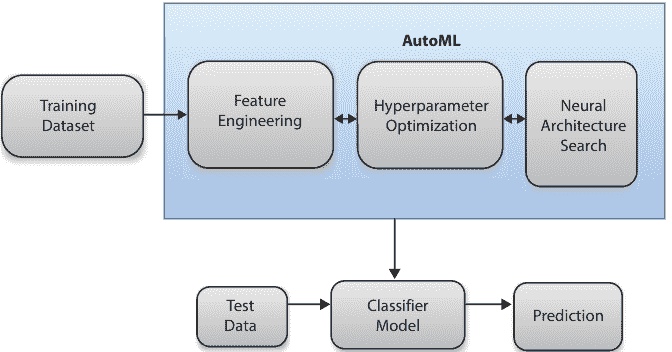 AutoML
Training
Dataset
Feature
Engineering
Hyperparameter
Optimization
Neural
Architecture
Search
Test
Data
Classifier
Model
Prediction